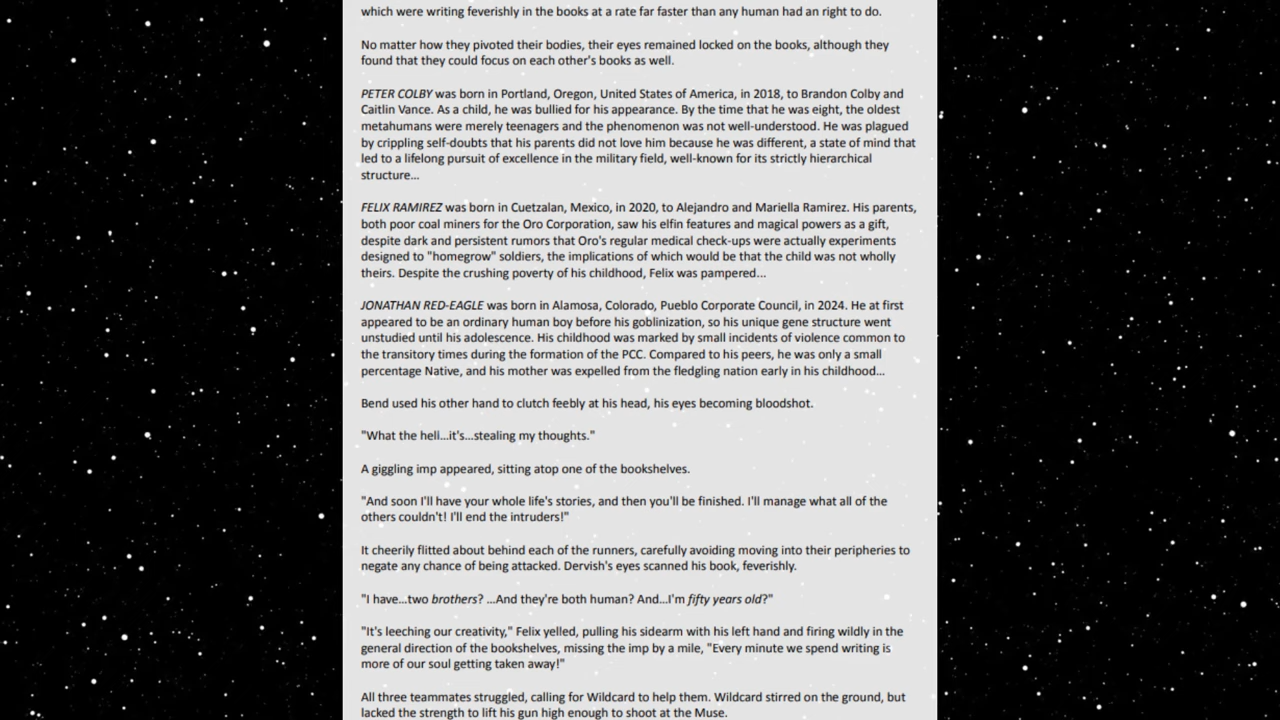 which were writing feverishly in the books at a rate far faster than any human had an right to do.
No matter how they pivoted their bodies, their eyes remained locked on the books, although they
found that they could focus on each other's books as well.
PETER COLBY was born in Portland, Oregon, United States of America, in 2018, to Brandon Colby and
Caitlin Vance. As a child, he was bullied for his appearance. By the time that he was eight, the oldest
metahumans were merely teenagers and the phenomenon was not well-understood. He was plagued
by crippling self-doubts that his parents did not love him because he was different, a state of mind that
led to a lifelong pursuit of excellence in the military field, well-known for its strictly hierarchical
structure...
FELIX RAMIREZ was born in Cuetzalan, Mexico, in 2020, to Alejandro and Mariella Ramirez. His parents,
both poor coal miners for the Oro Corporation, saw his elfin features and magical powers as a gift,
despite dark and persistent rumors that Oro's regular medical check-ups were actually experiments
designed to "homegrow" soldiers, the implications of which would be that the child was not wholly
theirs. Despite the crushing poverty of his childhood, Felix was pampered...
JONATHAN RED-EAGLE was born in Alamosa, Colorado, Pueblo Corporate Council, in 2024. He at first
appeared to be an ordinary human boy before his goblinization, so his unique gene structure went
unstudied until his adolescence. His childhood was marked by small incidents of violence common to
the transitory times during the formation of the PCC. Compared to his peers, he was only a small
percentage Native, and his mother was expelled from the fledgling nation early in his childhood...
Bend used his other hand to clutch feebly at his head, his eyes becoming bloodshot.
"What the hell...it's...stealing my thoughts."
A giggling imp appeared, sitting atop one of the bookshelves.
"And soon I'll have your whole life's stories, and then you'll be finished. I'll manage what all of the
others couldn't! I'll end the intruders!"
It cheerily flitted about behind each of the runners, carefully avoiding moving into their peripheries to
negate any chance of being attacked. Dervish's eyes scanned his book, feverishly.
"I have...two brothers? ...And they're both human? And...I'm fifty years old?"
"It's leeching our creativity," Felix yelled, pulling his sidearm with his left hand and firing wildly in the
general direction of the bookshelves, missing the imp by a mile, "Every minute we spend writing is
more of our soul getting taken away!"
All three teammates struggled, calling for Wildcard to help them. Wildcard stirred on the ground, but
lacked the strength to lift his gun high enough to shoot at the Muse.